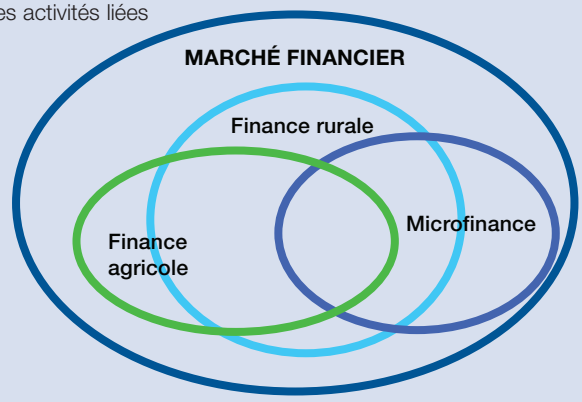 es activités liées
MARCHÉ FINANCIER
Finance rurale
Microfinance
Finance
agricole